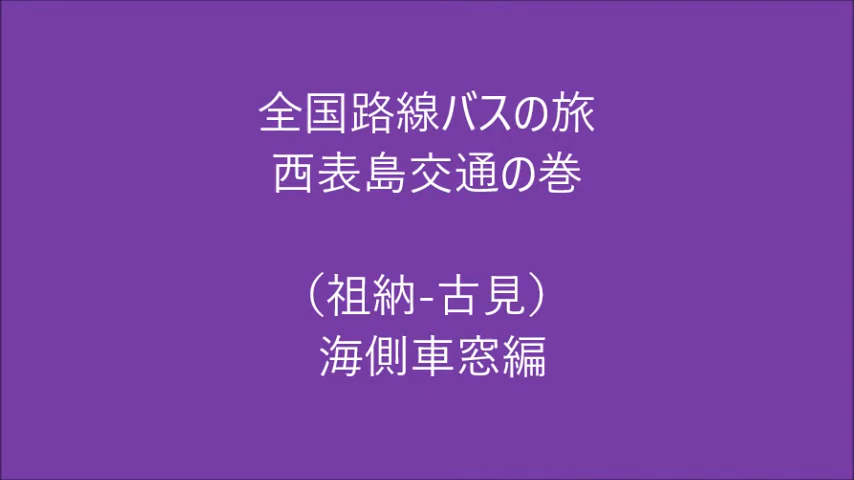 全国路線バスの旅
西表島交通の巻
（祖納-古見）
海側車窓編